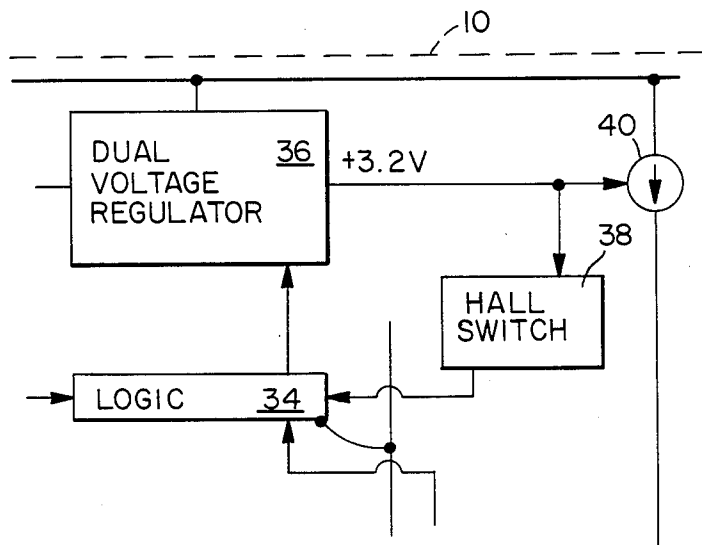 10
DUAL 36
VOLTAGE
REGULATOR
+3.2V
40
38
HALL
SWITCH
LOGIC 34